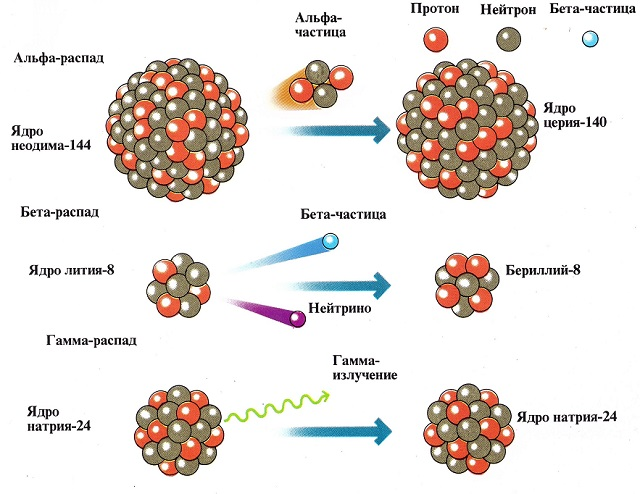 Протон
Нейтрон
Бета-частица
Альфа-
частица
Альфа-распад
Ядро
неодима-144
Ядро
церия-140
Бета-распад
Бета-частица
Ядро лития-8
Бериллий-8
Нейтрино
Гамма-распад
Гамма-
излучение
Ядро
натрия-24
Ядро натрия-24